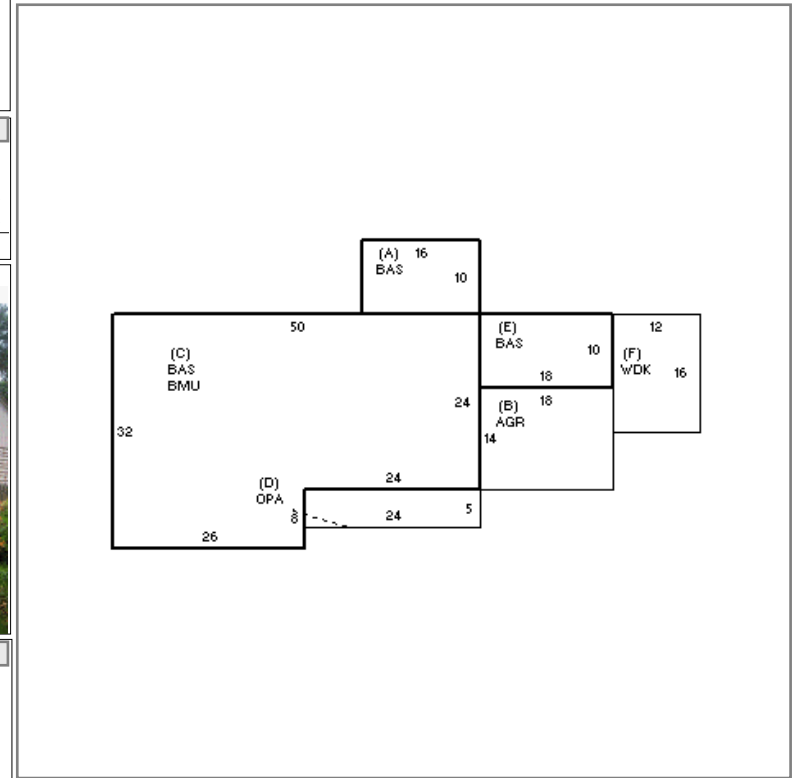 (A) 16
BAS
10
50
(E)
BAS
10
18
12
(F)
WDK 16
(C)
BAS
BMU
24
18
(B)
AGR
14
32
24
(D)
OPA
8
24
5
26